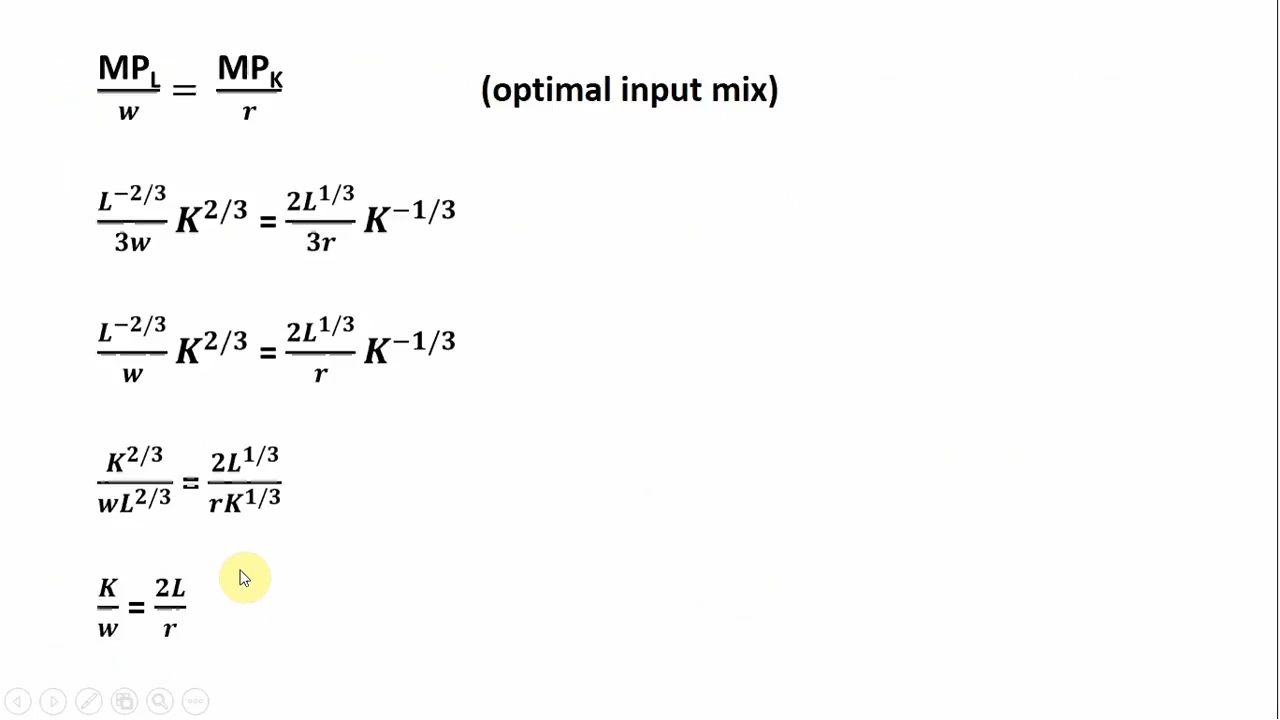 MP_L/w = MP_K/r (optimal input mix)
L^{-2/3}/3w K^{2/3} = 2L^{1/3}/3r K^{-1/3}
L^{-2/3}/w K^{2/3} = 2L^{1/3}/r K^{-1/3}
K^{2/3}/wL^{2/3} = 2L^{1/3}/rK^{1/3}
K/w = 2L/r